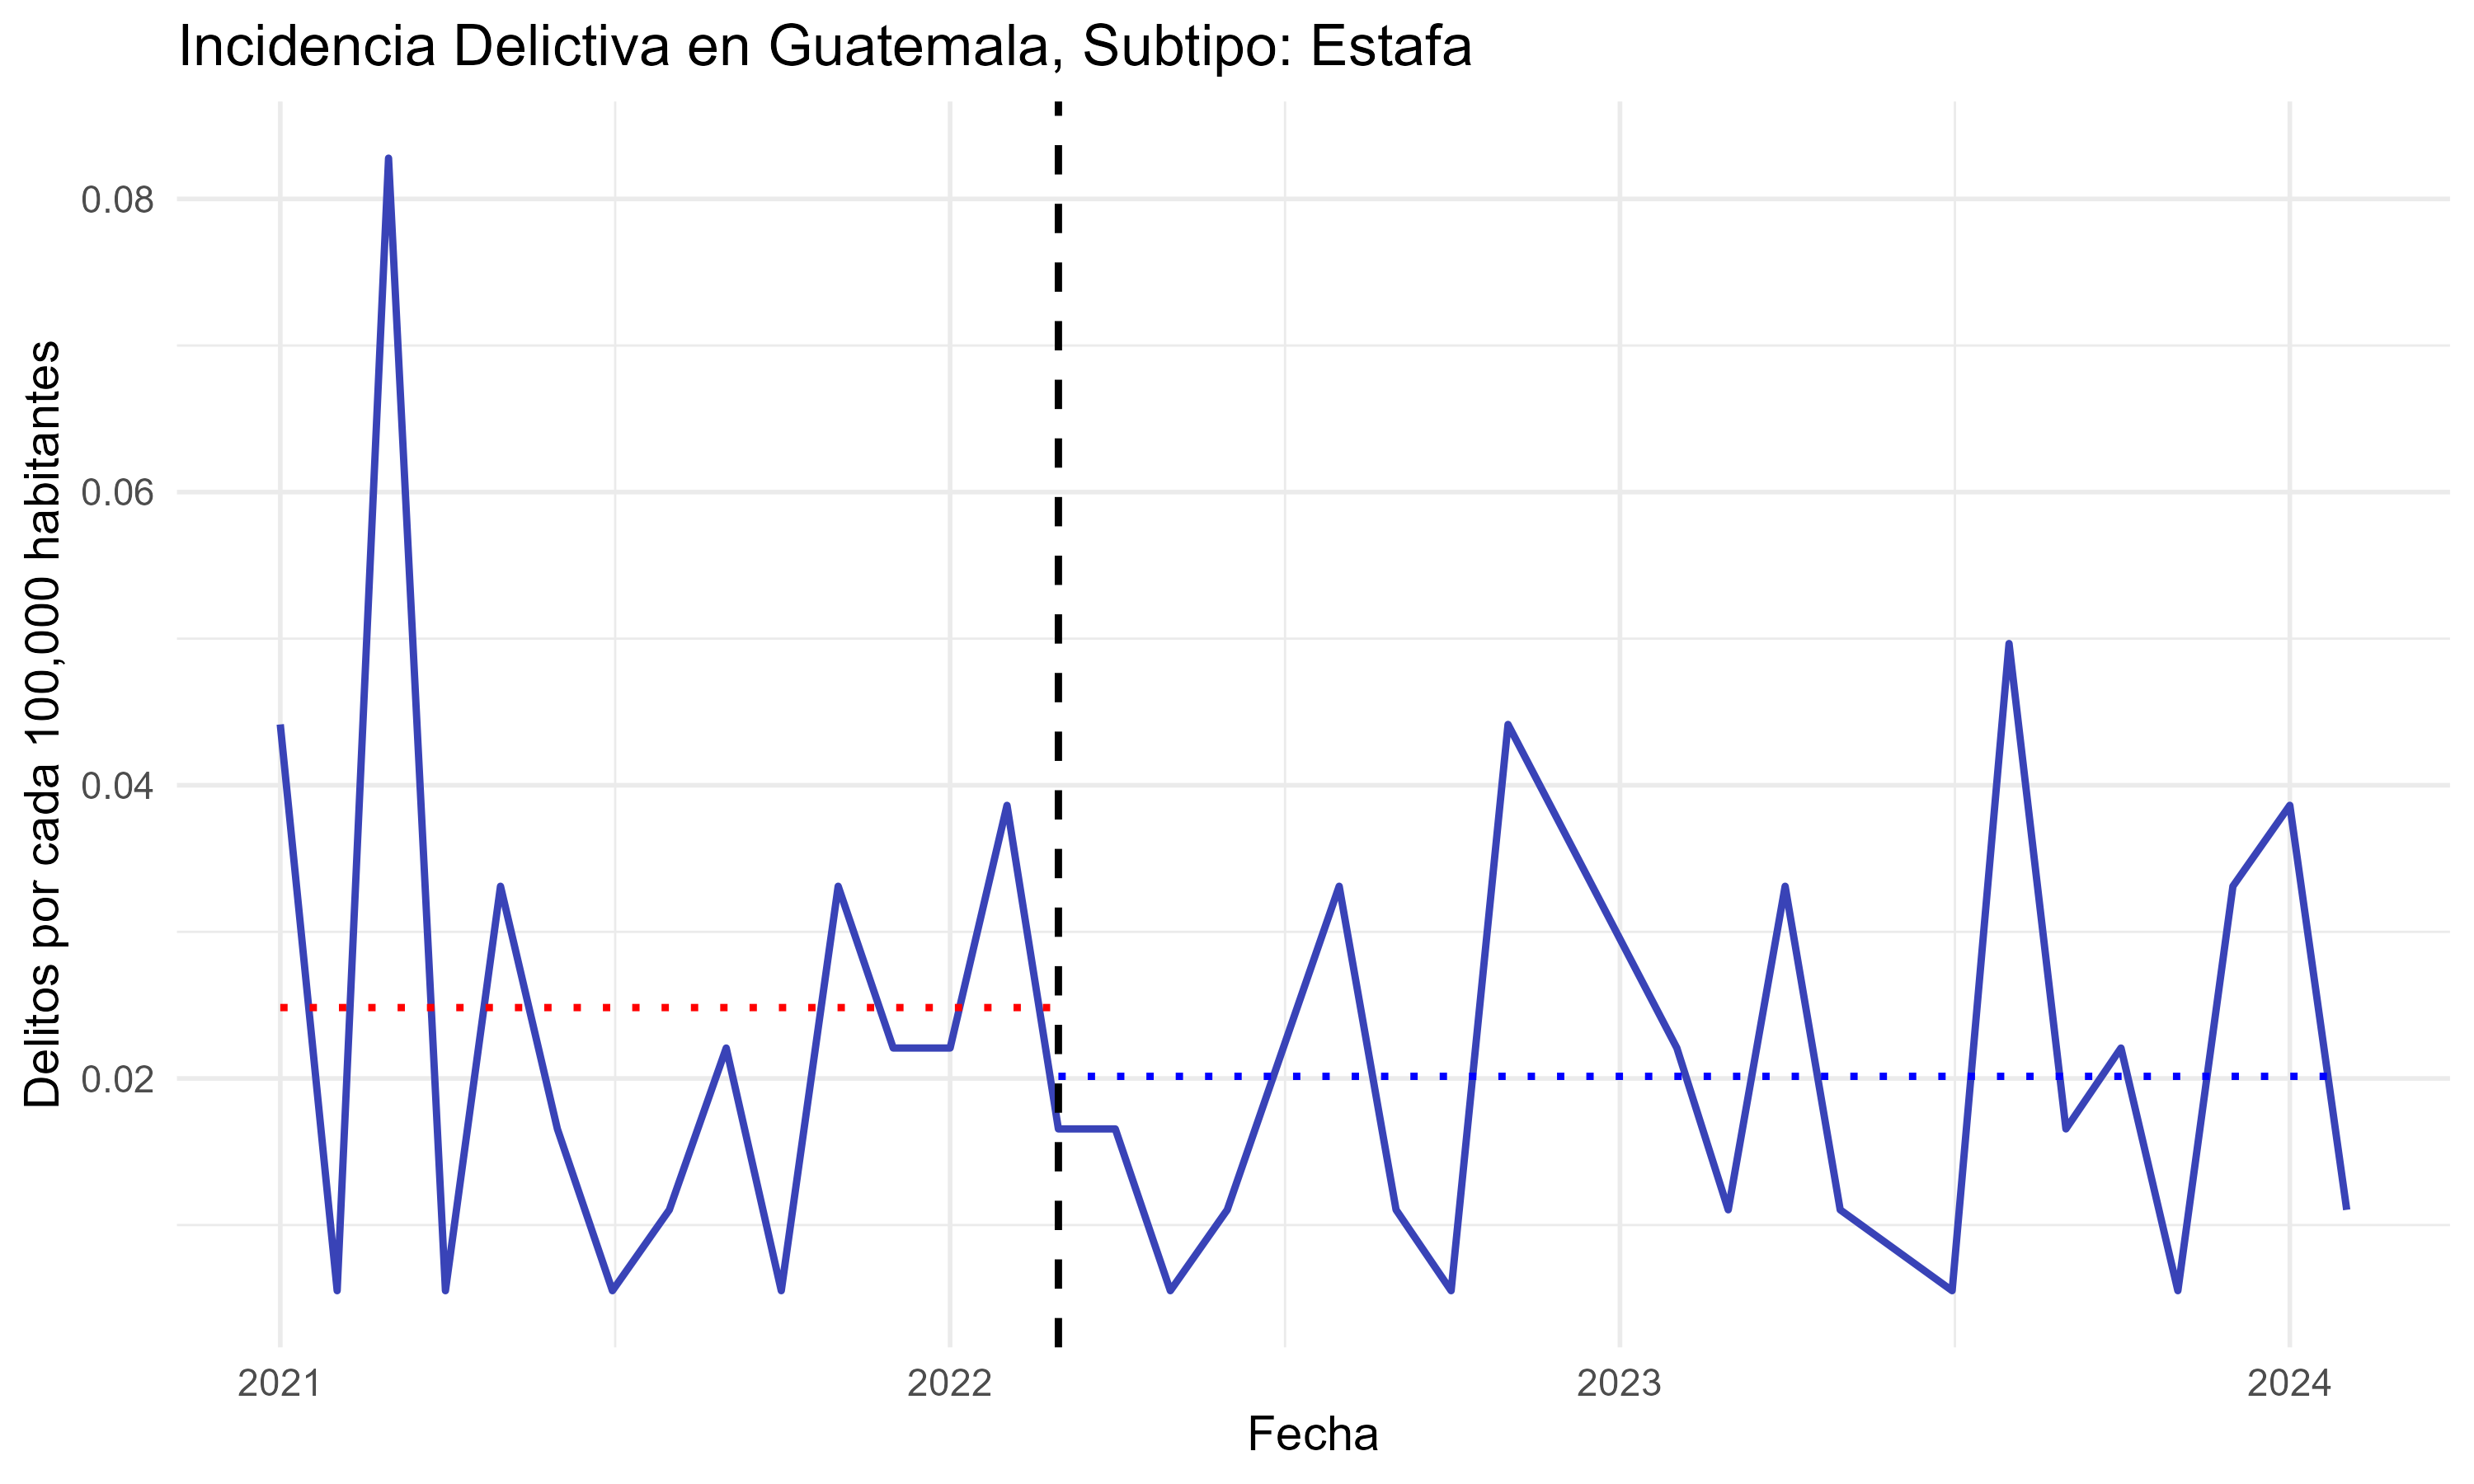 Incidencia Delictiva en Guatemala, Subtipo: Estafa
Delitos por cada 100,000 habitantes
0.08
0.06
0.04
0.02
2021
2022
2023
2024
Fecha